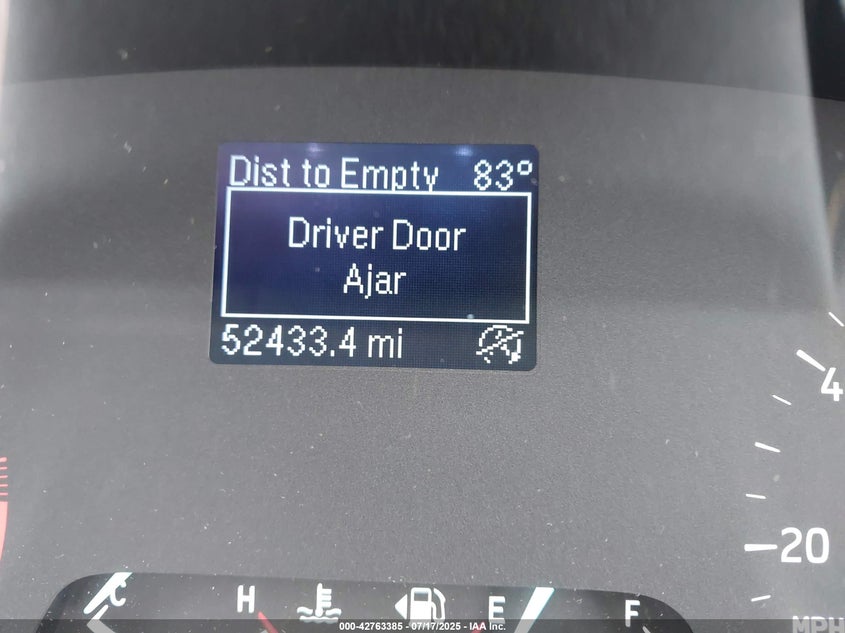 Dist to Empty 83°
Driver Door
Ajar
52433.4 mi
4
20
C H E F
MPH
000-42763385 - 07/17/2025 - IAA Inc.